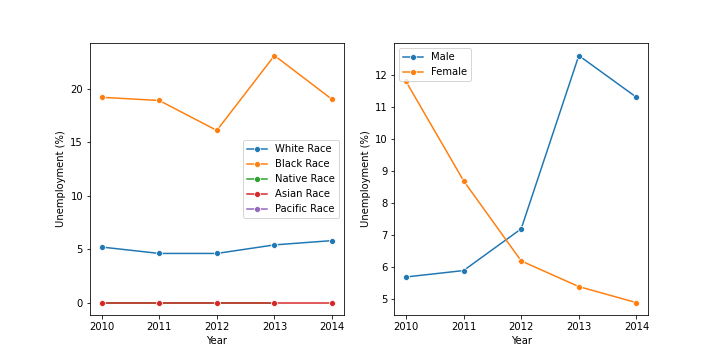 20
15
10
5
0
Unemployment (%)
White Race
Black Race
Native Race
Asian Race
Pacific Race
2010 2011 2012 2013 2014
Year
12
11
10
9
8
7
6
5
Unemployment (%)
Male
Female
2010 2011 2012 2013 2014
Year